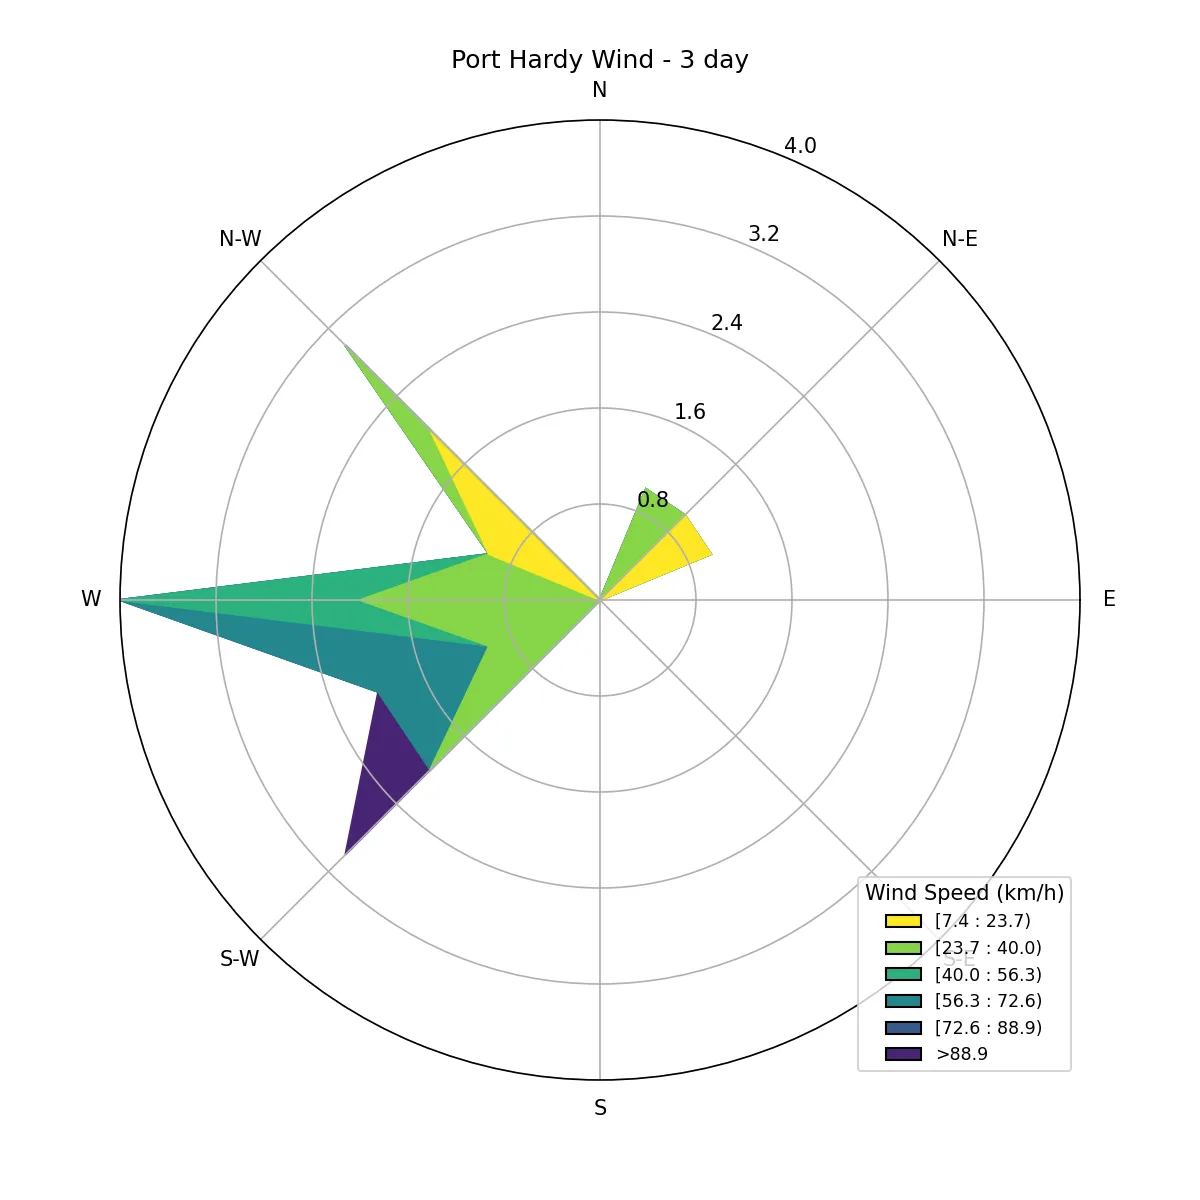 Port Hardy Wind - 3 day
N
4.0
N-W
N-E
3.2
2.4
1.6
0.8
W
E
S-W
S-E
Wind Speed (km/h)
[7.4 : 23.7)
[23.7 : 40.0)
[40.0 : 56.3)
[56.3 : 72.6)
[72.6 : 88.9)
>88.9
S